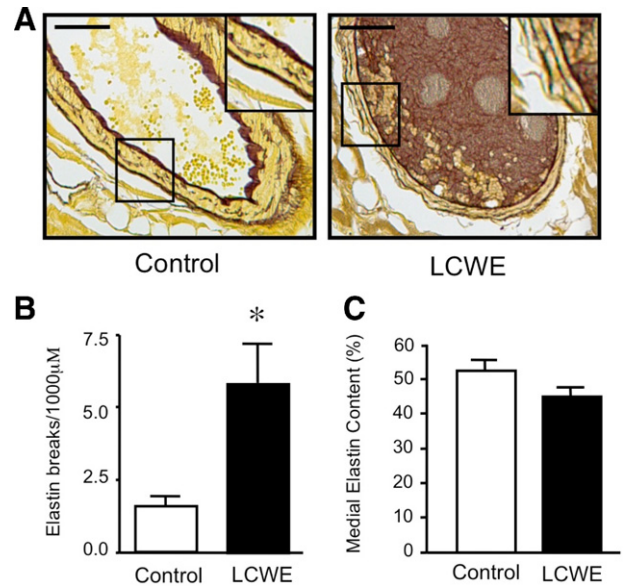 A
Control
LCWE
B
*
Elastin breaks/1000µM
7.5
5.0
2.5
0.0
Control
LCWE
C
Medial Elastin Content (%)
60
50
40
30
20
10
0
Control
LCWE